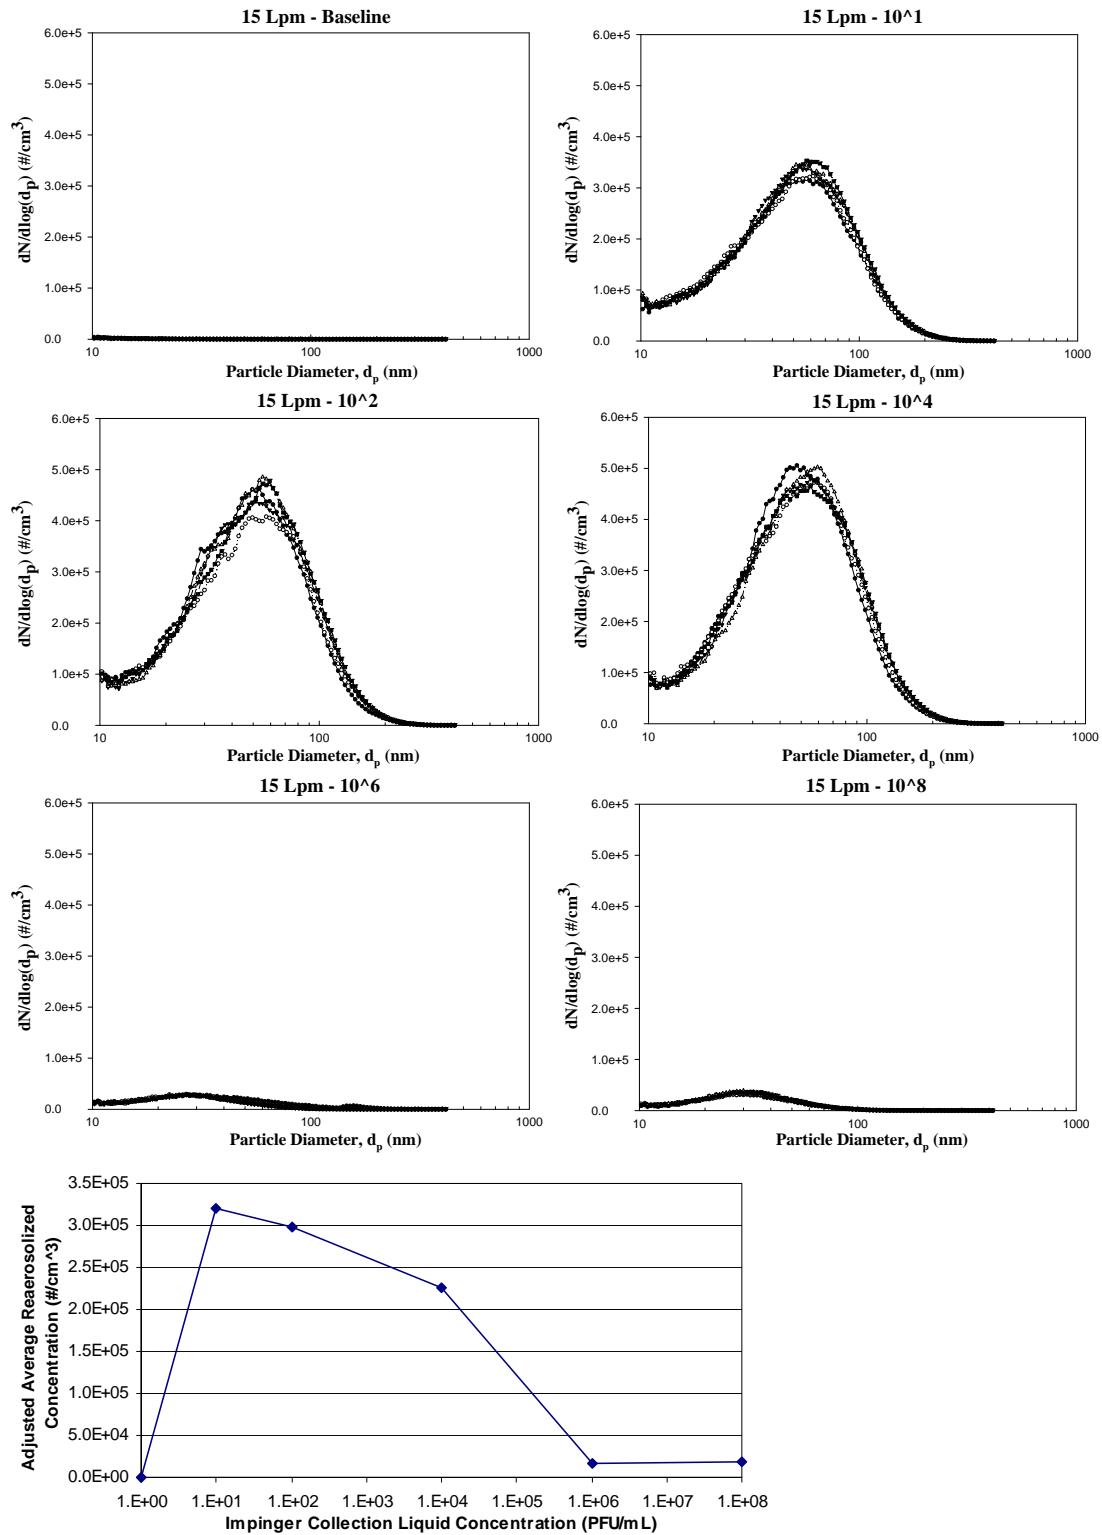 15 Lpm - Baseline
6.0e+5
5.0e+5
4.0e+5
3.0e+5
2.0e+5
1.0e+5
0.0
dN/dlog(dp) (#/cm3)
10 100 1000
Particle Diameter, dp (nm)
15 Lpm - 10^1
6.0e+5
5.0e+5
4.0e+5
3.0e+5
2.0e+5
1.0e+5
0.0
dN/dlog(dp) (#/cm3)
10 100 1000
Particle Diameter, dp (nm)
15 Lpm - 10^2
6.0e+5
5.0e+5
4.0e+5
3.0e+5
2.0e+5
1.0e+5
0.0
dN/dlog(dp) (#/cm3)
10 100 1000
Particle Diameter, dp (nm)
15 Lpm - 10^4
6.0e+5
5.0e+5
4.0e+5
3.0e+5
2.0e+5
1.0e+5
0.0
dN/dlog(dp) (#/cm3)
10 100 1000
Particle Diameter, dp (nm)
15 Lpm - 10^6
6.0e+5
5.0e+5
4.0e+5
3.0e+5
2.0e+5
1.0e+5
0.0
dN/dlog(dp) (#/cm3)
10 100 1000
Particle Diameter, dp (nm)
15 Lpm - 10^8
6.0e+5
5.0e+5
4.0e+5
3.0e+5
2.0e+5
1.0e+5
0.0
dN/dlog(dp) (#/cm3)
10 100 1000
Particle Diameter, dp (nm)
3.5E+05
3.0E+05
2.5E+05
2.0E+05
1.5E+05
1.0E+05
5.0E+04
0.0E+00
Adjusted Average Reaerosolized
Concentration (#/cm^3)
1.E+00 1.E+01 1.E+02 1.E+03 1.E+04 1.E+05 1.E+06 1.E+07 1.E+08
Impinger Collection Liquid Concentration (PFU/mL)